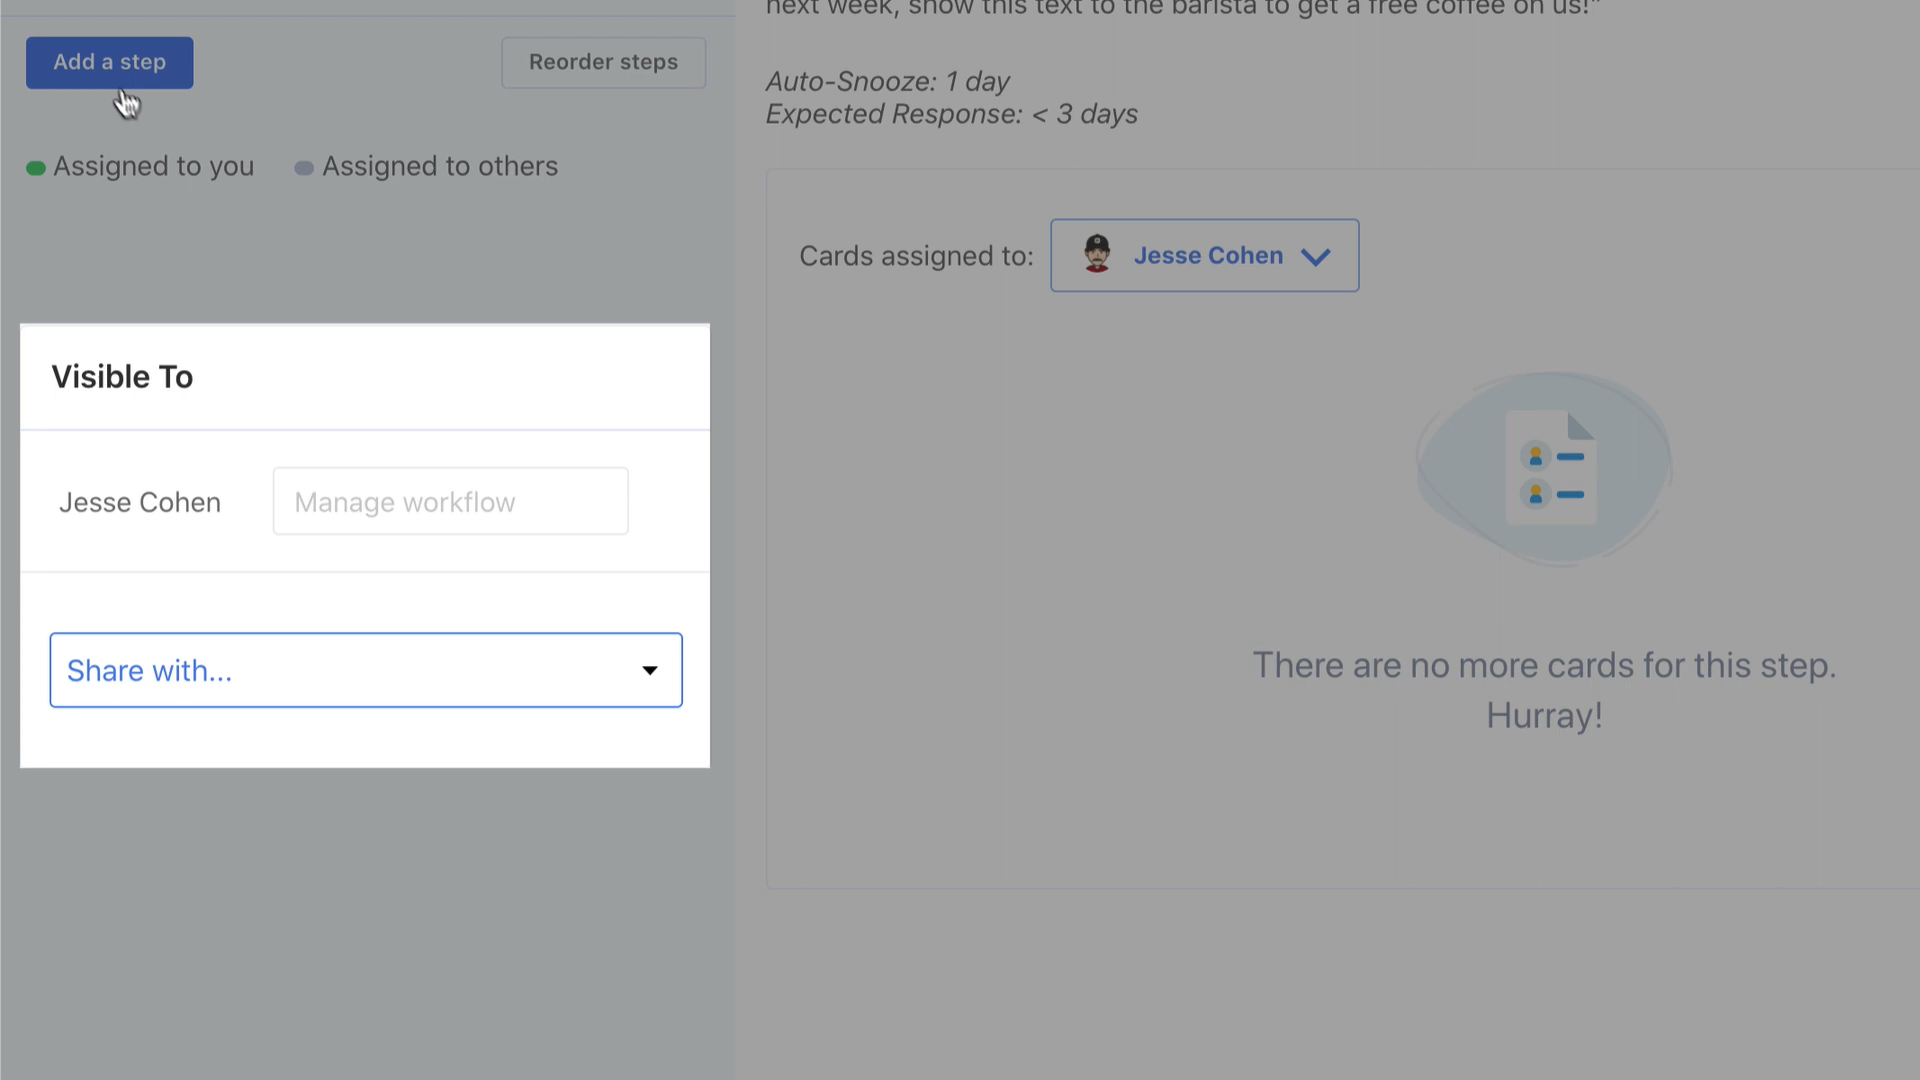 next week, show this text to the barista to get a free coffee on us!"
Add a step
Reorder steps
Auto-Snooze: 1 day
Expected Response: < 3 days
Assigned to you
Assigned to others
Cards assigned to:
Jesse Cohen
Visible To
Jesse Cohen
Manage workflow
Share with...
There are no more cards for this step.
Hurray!